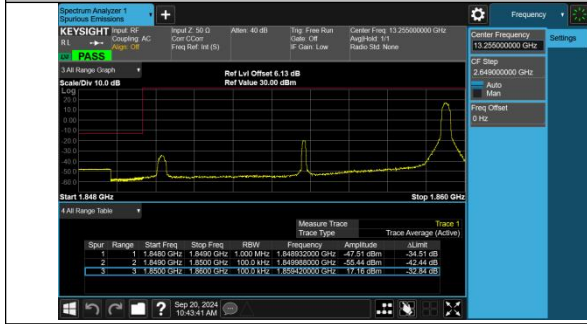 Spectrum Analyzer 1
Spurious Emissions
Frequency
KEYSIGHT Input: RF
R L
Coupling: AC
Align: Off
Input Z: 50 Ω
Corr CCorr
Freq Ref: Int (S)
Atten: 40 dB
Trig: Free Run
Gate: Off
IF Gain: Low
Center Freq: 13.255000000 GHz
Avg|Hold: 1/1
Radio Std: None
PASS
Center Frequency
13.255000000 GHz
Settings
CF Step
2.649000000 GHz
Auto
Man
Freq Offset
0 Hz
3 All Range Graph
Scale/Div 10.0 dB
Ref Lvl Offset 6.13 dB
Ref Value 30.00 dBm
Log
20.0
10.0
0.00
-10.0
-20.0
-30.0
-40.0
-50.0
-60.0
Start 1.848 GHz
Stop 1.860 GHz
4 All Range Table
Measure Trace Trace 1
Trace Type Trace Average (Active)
Spur Range Start Freq Stop Freq RBW Frequency Amplitude ΔLimit
1 1 1.8480 GHz 1.8490 GHz 1.000 MHz 1.848932000 GHz -47.51 dBm -34.51 dB
2 2 1.8490 GHz 1.8500 GHz 100.0 kHz 1.849988000 GHz -55.44 dBm -42.44 dB
3 3 1.8500 GHz 1.8600 GHz 100.0 kHz 1.859420000 GHz 17.16 dBm -32.84 dB
Sep 20, 2024
10:43:41 AM